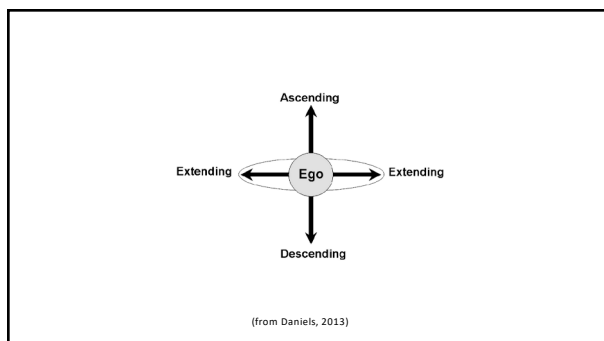 Ascending
Extending Ego Extending
Descending
(from Daniels, 2013)